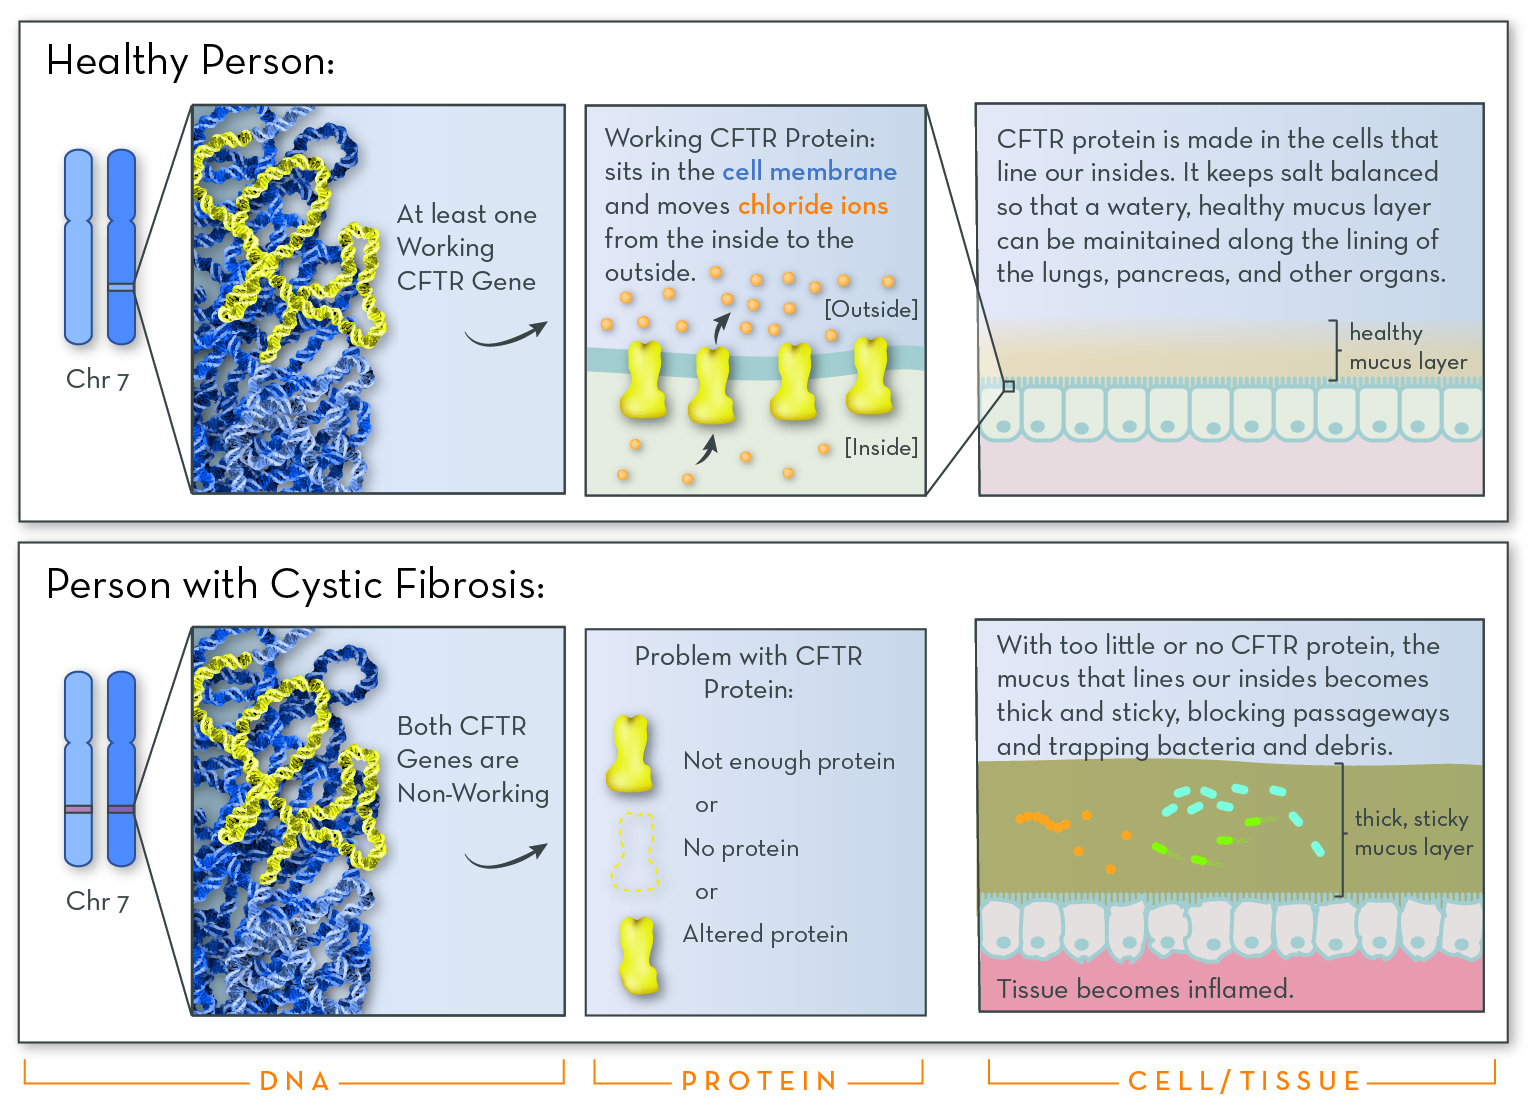 Healthy Person:
Chr 7
At least one
Working
CFTR Gene
Working CFTR Protein:
sits in the cell membrane
and moves chloride ions
from the inside to the
outside.
[Outside]
[Inside]
CFTR protein is made in the cells that
line our insides. It keeps salt balanced
so that a watery, healthy mucus layer
can be mainitained along the lining of
the lungs, pancreas, and other organs.
healthy
mucus layer
Person with Cystic Fibrosis:
Chr 7
Both CFTR
Genes are
Non-Working
Problem with CFTR
Protein:
Not enough protein
or
No protein
or
Altered protein
With too little or no CFTR protein, the
mucus that lines our insides becomes
thick and sticky, blocking passageways
and trapping bacteria and debris.
thick, sticky
mucus layer
Tissue becomes inflamed.
DNA
PROTEIN
CELL/TISSUE